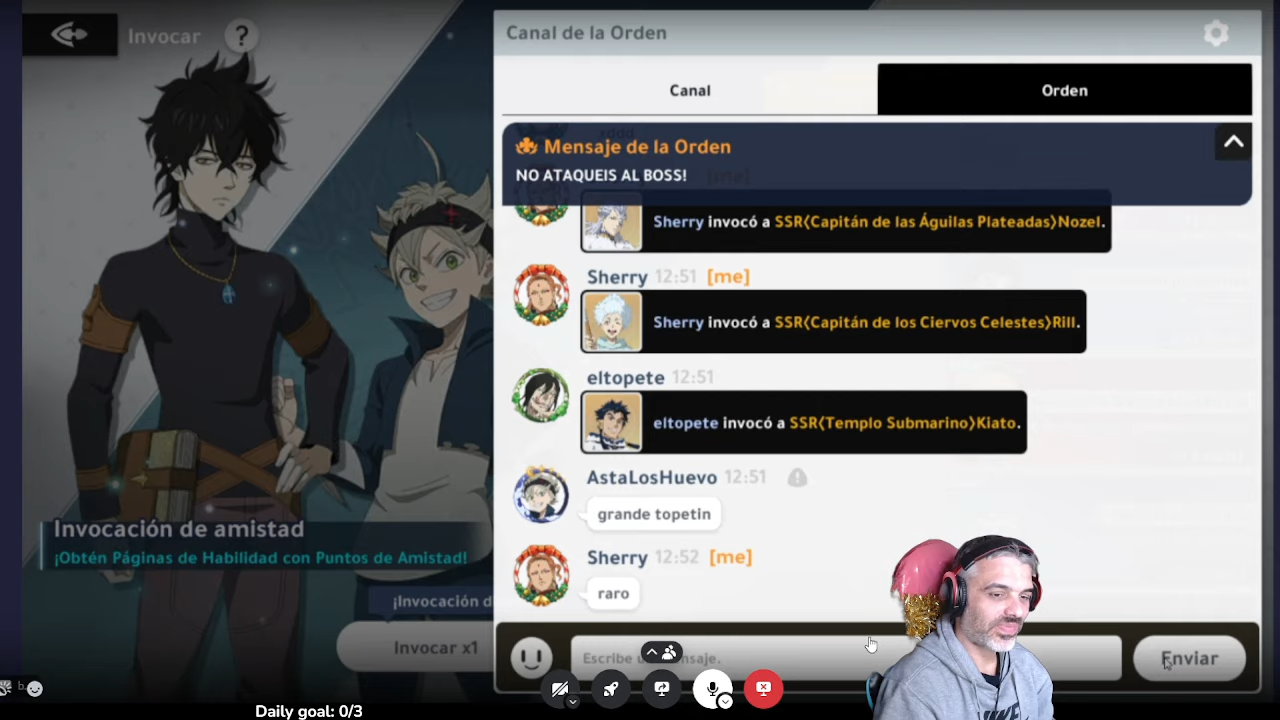 Invocar
?
Canal de la Orden
Canal
Orden
Mensaje de la Orden
NO ATAQUEIS AL BOSS!
Sherry invocó a SSR⟨Capitán de las Águilas Plateadas⟩Nozel.
Sherry 12:51 [me]
Sherry invocó a SSR⟨Capitán de los Ciervos Celestes⟩Rill.
eltopete 12:51
eltopete invocó a SSR⟨Templo Submarino⟩Kiato.
AstaLosHuevo 12:51
grande topetin
Sherry 12:52 [me]
raro
Invocación de amistad
¡Obtén Páginas de Habilidad con Puntos de Amistad!
¡Invocación d
Invocar x1
Enviar
Daily goal: 0/3